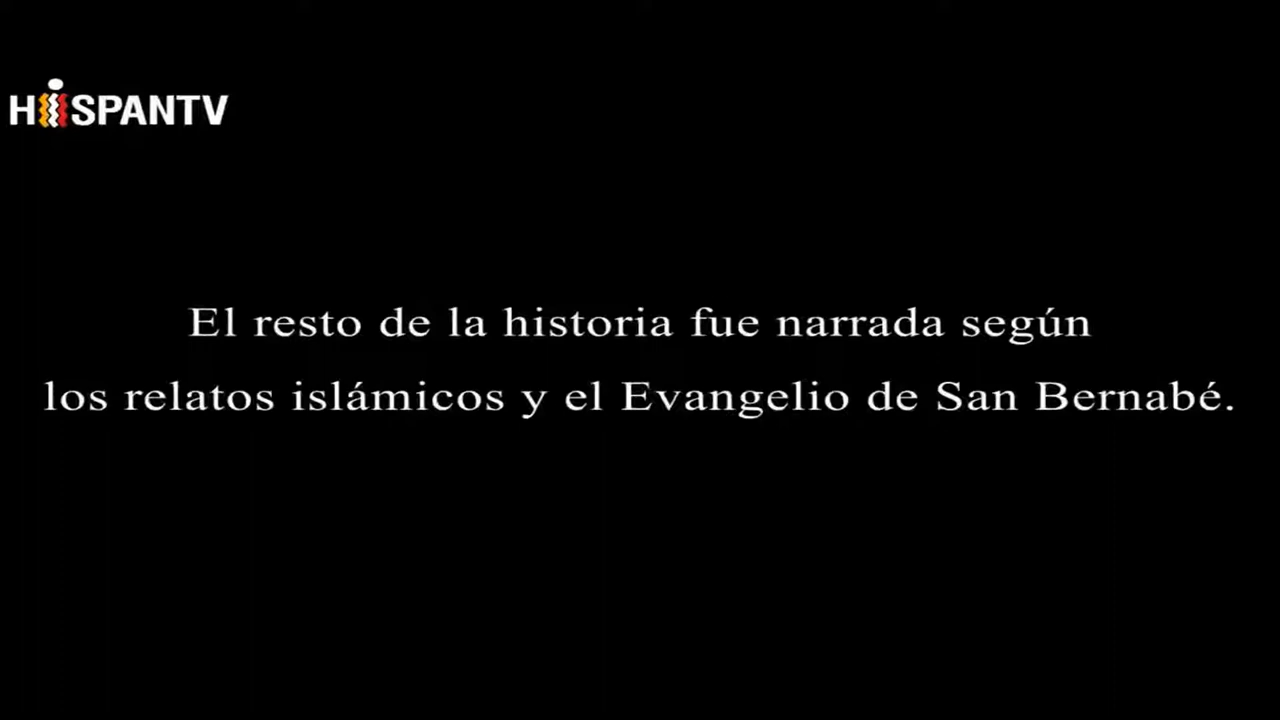 HISPANTV
El resto de la historia fue narrada según
los relatos islámicos y el Evangelio de San Bernabé.